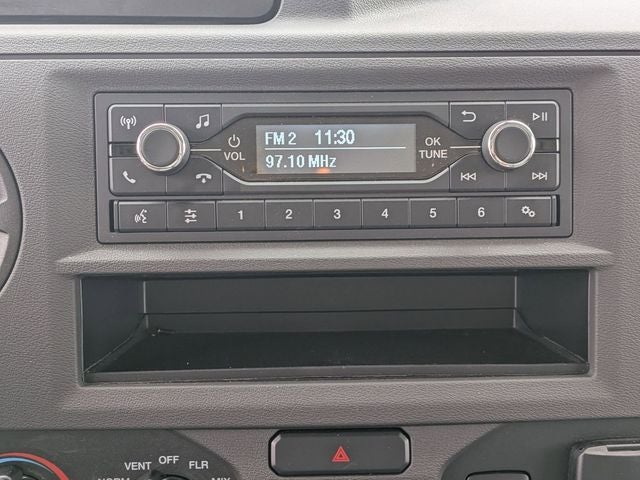 FM 2 11:30
97.10 MHz
VOL
OK
TUNE
1 2 3 4 5 6
VENT OFF FLR